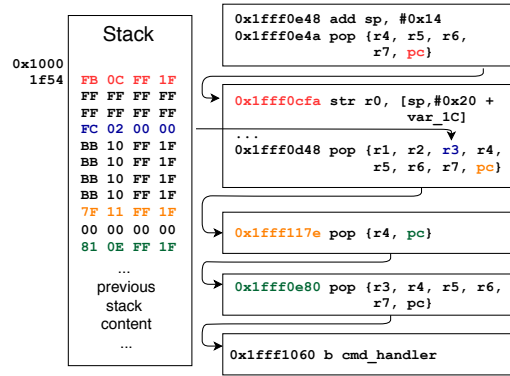 Stack
0x1000
1f54
FB 0C FF 1F
FF FF FF FF
FF FF FF FF
FC 02 00 00
BB 10 FF 1F
BB 10 FF 1F
BB 10 FF 1F
BB 10 FF 1F
7F 11 FF 1F
00 00 00 00
81 0E FF 1F
...
previous
stack
content
...
0x1fff0e48 add sp, #0x14
0x1fff0e4a pop {r4, r5, r6,
r7, pc}
0x1fff0cfa str r0, [sp,#0x20 +
var_1C]
...
0x1fff0d48 pop {r1, r2, r3, r4,
r5, r6, r7, pc}
0x1fff117e pop {r4, pc}
0x1fff0e80 pop {r3, r4, r5, r6,
r7, pc}
0x1fff1060 b cmd_handler